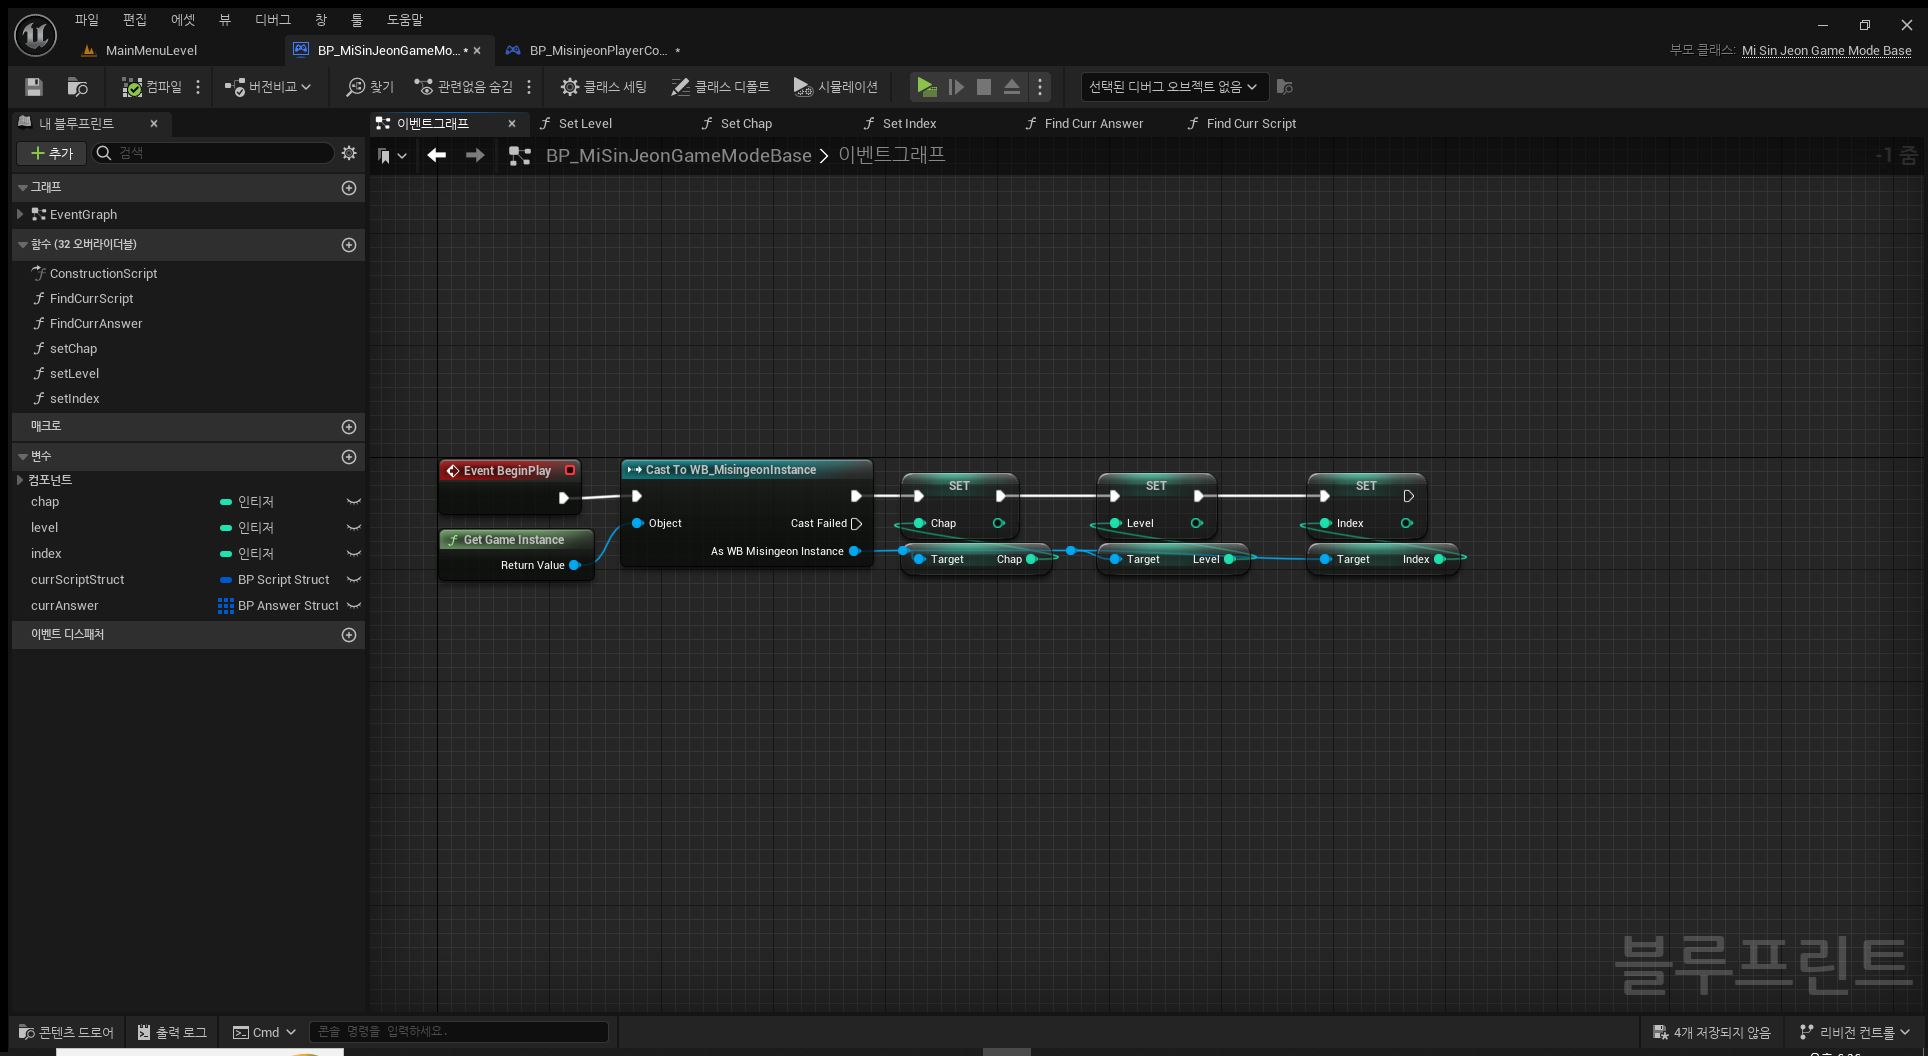 파일 편집 에셋 뷰 디버그 창 툴 도움말
MainMenuLevel
BP_MiSinJeonGameMo...
BP_MisinjeonPlayerCo...
부모 클래스: Mi Sin Jeon Game Mode Base
컴파일
버전비교
찾기
관련없음 숨김
클래스 세팅
클래스 디폴트
시뮬레이션
선택된 디버그 오브젝트 없음
내 블루프린트
이벤트그래프
Set Level
Set Chap
Set Index
Find Curr Answer
Find Curr Script
추가
검색
BP_MiSinJeonGameModeBase > 이벤트그래프
-1 줌
그래프
EventGraph
함수 (32 오버라이더블)
ConstructionScript
FindCurrScript
FindCurrAnswer
setChap
setLevel
setIndex
매크로
변수
컴포넌트
chap 인티저
level 인티저
index 인티저
currScriptStruct BP Script Struct
currAnswer BP Answer Struct
이벤트 디스패처
Event BeginPlay
Get Game Instance
Return Value
Cast To WB_MisingeonInstance
Object
Cast Failed
As WB Misingeon Instance
SET
Chap
Target Chap
SET
Level
Target Level
SET
Index
Target Index
블루프린트
콘텐츠 드로어
출력 로그
Cmd
콘솔 명령을 입력하세요.
4개 저장되지 않음
리비전 컨트롤